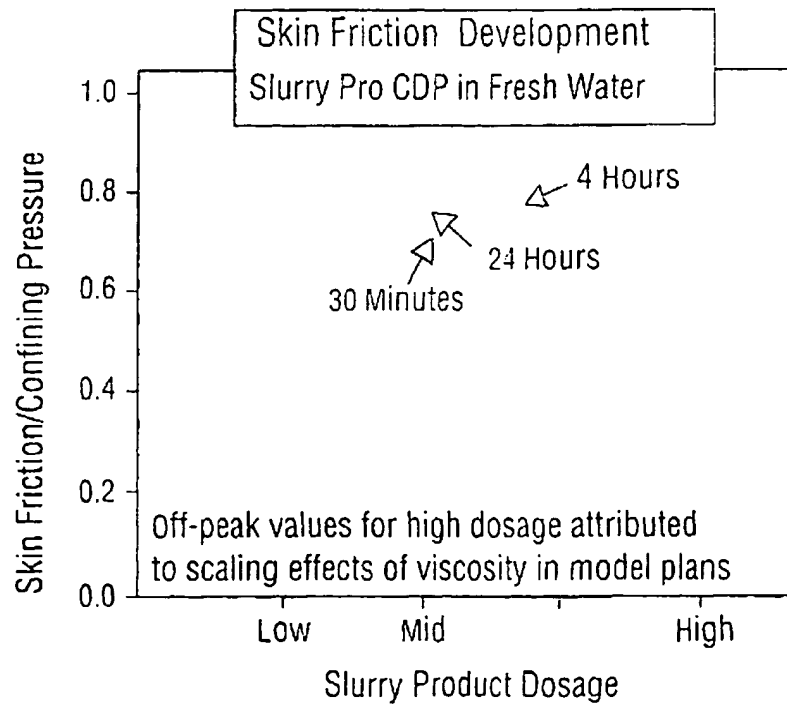 Skin Friction Development
Slurry Pro CDP in Fresh Water
Skin Friction/Confining Pressure
1.0
0.8
0.6
0.4
0.2
0.0
4 Hours
24 Hours
30 Minutes
Off-peak values for high dosage attributed
to scaling effects of viscosity in model plans
Low
Mid
High
Slurry Product Dosage